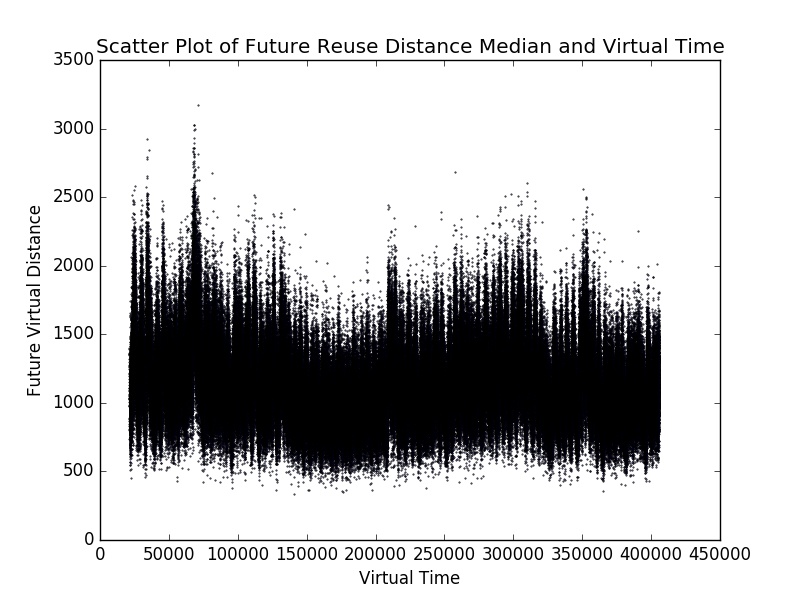 Scatter Plot of Future Reuse Distance Median and Virtual Time
3500
3000
2500
2000
1500
1000
500
0
Future Virtual Distance
0 50000 100000 150000 200000 250000 300000 350000 400000 450000
Virtual Time